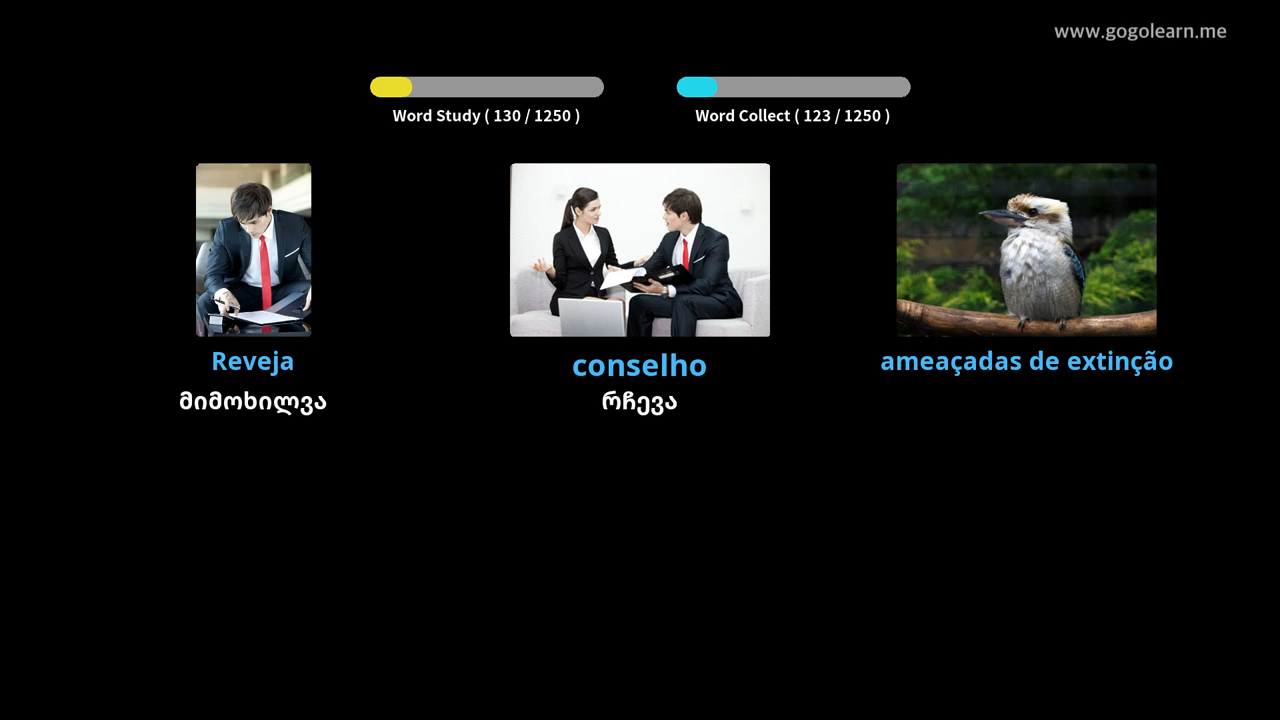 www.gogolearn.me
Word Study ( 130 / 1250 )
Word Collect ( 123 / 1250 )
Reveja
conselho
ameaçadas de extinção
მიმოხილვა
რჩევა